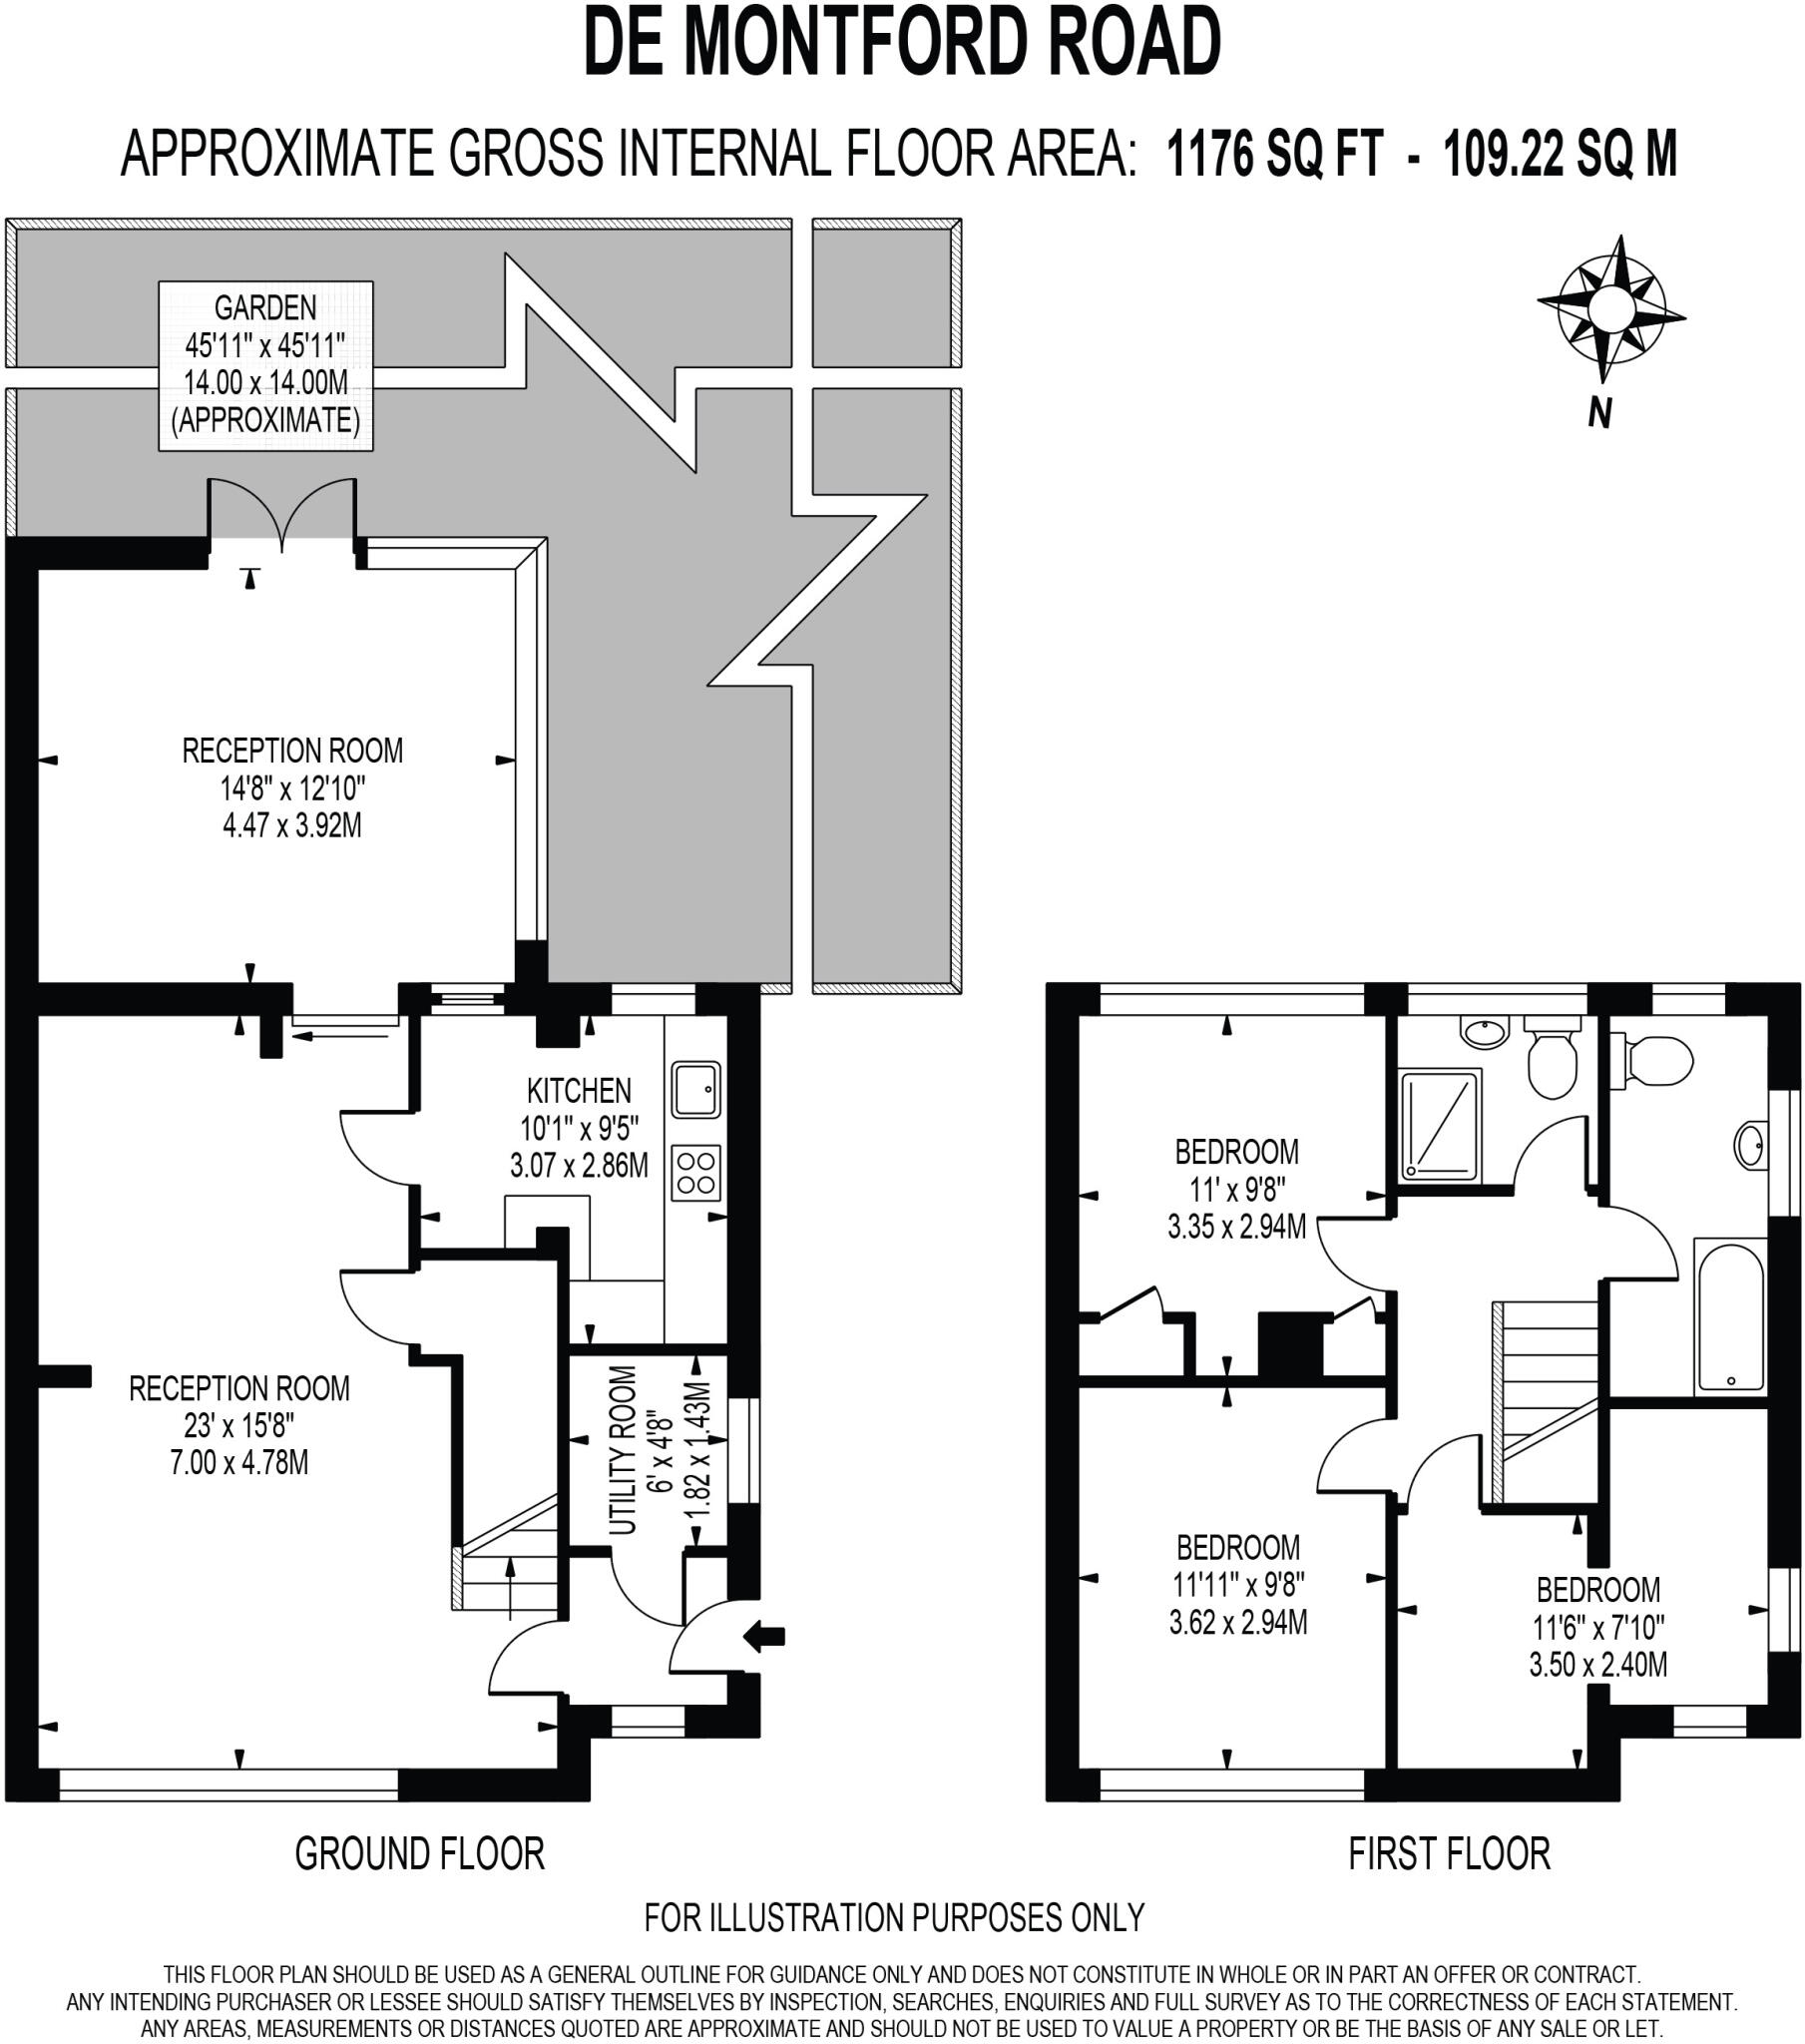 DE MONTFORD ROAD
APPROXIMATE GROSS INTERNAL FLOOR AREA: 1176 SQ FT - 109.22 SQ M
GARDEN
45'11" x 45'11"
14.00 x 14.00M
(APPROXIMATE)
N
RECEPTION ROOM
14'8" x 12'10"
4.47 x 3.92M
KITCHEN
10'1" x 9'5"
3.07 x 2.86M
RECEPTION ROOM
23' x 15'8"
7.00 x 4.78M
UTILITY ROOM
6' x 4'8"
1.82 x 1.43M
BEDROOM
11' x 9'8"
3.35 x 2.94M
BEDROOM
11'11" x 9'8"
3.62 x 2.94M
BEDROOM
11'6" x 7'10"
3.50 x 2.40M
GROUND FLOOR
FIRST FLOOR
FOR ILLUSTRATION PURPOSES ONLY
THIS FLOOR PLAN SHOULD BE USED AS A GENERAL OUTLINE FOR GUIDANCE ONLY AND DOES NOT CONSTITUTE IN WHOLE OR IN PART AN OFFER OR CONTRACT.
ANY INTENDING PURCHASER OR LESSEE SHOULD SATISFY THEMSELVES BY INSPECTION, SEARCHES, ENQUIRIES AND FULL SURVEY AS TO THE CORRECTNESS OF EACH STATEMENT.
ANY AREAS, MEASUREMENTS OR DISTANCES QUOTED ARE APPROXIMATE AND SHOULD NOT BE USED TO VALUE A PROPERTY OR BE THE BASIS OF ANY SALE OR LET.